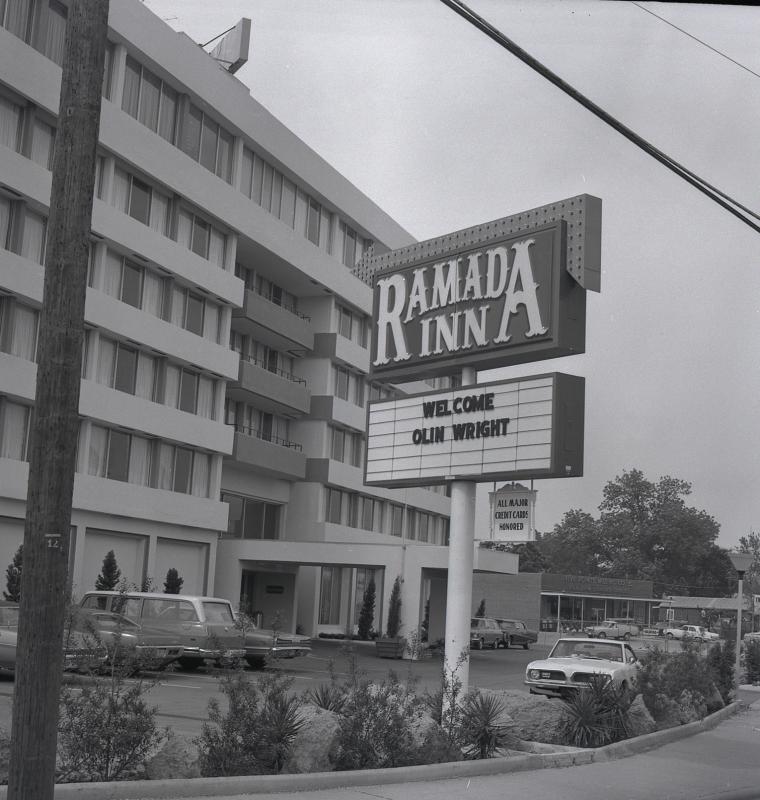 RAMADA
INN
WELCOME
OLIN WRIGHT
ALL MAJOR
CREDIT CARDS
HONORED
12